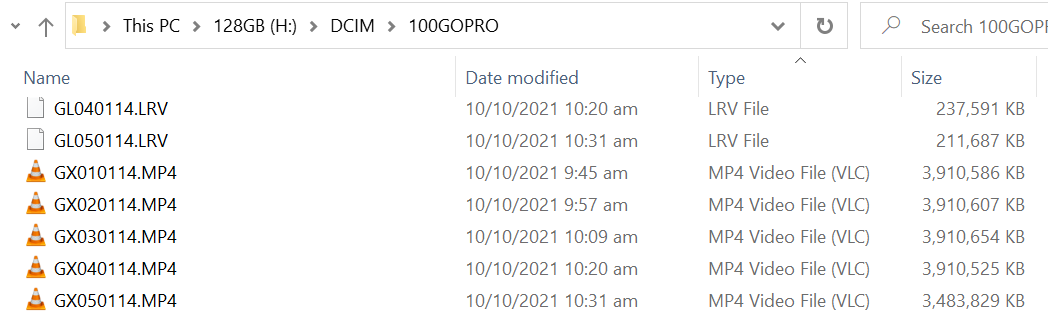 This PC > 128GB (H:) > DCIM > 100GOPRO Search 100GOPR
Name Date modified Type Size
GL040114.LRV 10/10/2021 10:20 am LRV File 237,591 KB
GL050114.LRV 10/10/2021 10:31 am LRV File 211,687 KB
GX010114.MP4 10/10/2021 9:45 am MP4 Video File (VLC) 3,910,586 KB
GX020114.MP4 10/10/2021 9:57 am MP4 Video File (VLC) 3,910,607 KB
GX030114.MP4 10/10/2021 10:09 am MP4 Video File (VLC) 3,910,654 KB
GX040114.MP4 10/10/2021 10:20 am MP4 Video File (VLC) 3,910,525 KB
GX050114.MP4 10/10/2021 10:31 am MP4 Video File (VLC) 3,483,829 KB